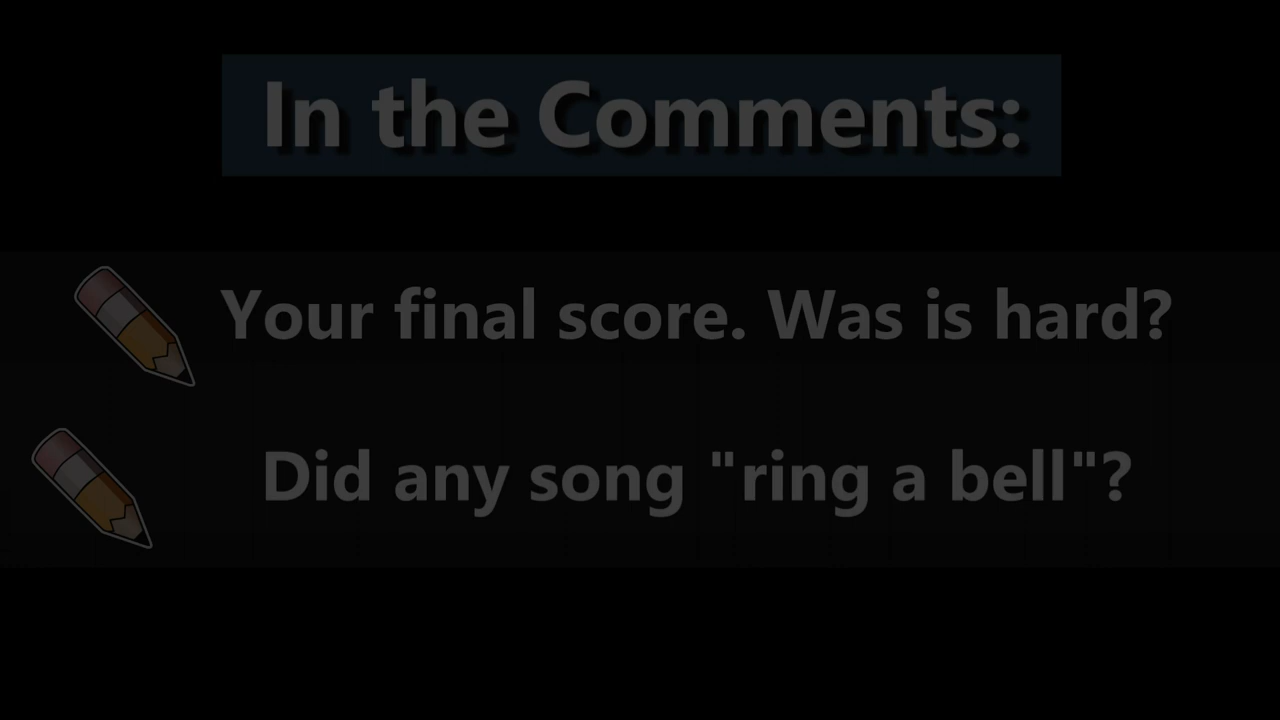 In the Comments:
Your final score. Was is hard?
Did any song "ring a bell"?